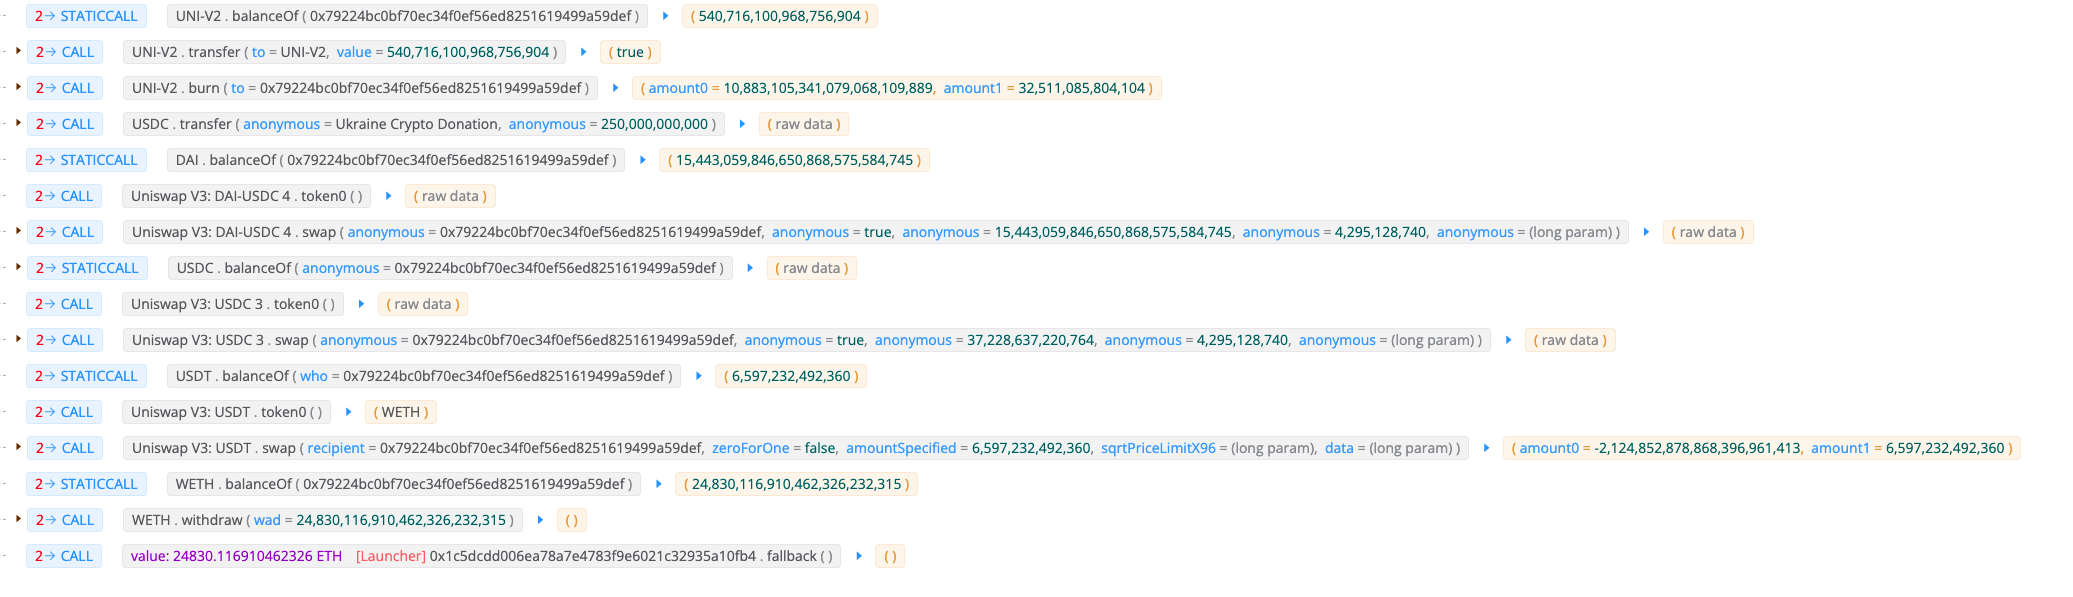 2→ STATICCALL UNI-V2 . balanceOf ( 0x79224bc0bf70ec34f0ef56ed8251619499a59def ) ( 540,716,100,968,756,904 )
2→ CALL UNI-V2 . transfer ( to = UNI-V2, value = 540,716,100,968,756,904 ) ( true )
2→ CALL UNI-V2 . burn ( to = 0x79224bc0bf70ec34f0ef56ed8251619499a59def ) ( amount0 = 10,883,105,341,079,068,109,889, amount1 = 32,511,085,804,104 )
2→ CALL USDC . transfer ( anonymous = Ukraine Crypto Donation, anonymous = 250,000,000,000 ) ( raw data )
2→ STATICCALL DAI . balanceOf ( 0x79224bc0bf70ec34f0ef56ed8251619499a59def ) ( 15,443,059,846,650,868,575,584,745 )
2→ CALL Uniswap V3: DAI-USDC 4 . token0 ( ) ( raw data )
2→ CALL Uniswap V3: DAI-USDC 4 . swap ( anonymous = 0x79224bc0bf70ec34f0ef56ed8251619499a59def, anonymous = true, anonymous = 15,443,059,846,650,868,575,584,745, anonymous = 4,295,128,740, anonymous = (long param) ) ( raw data )
2→ STATICCALL USDC . balanceOf ( anonymous = 0x79224bc0bf70ec34f0ef56ed8251619499a59def ) ( raw data )
2→ CALL Uniswap V3: USDC 3 . token0 ( ) ( raw data )
2→ CALL Uniswap V3: USDC 3 . swap ( anonymous = 0x79224bc0bf70ec34f0ef56ed8251619499a59def, anonymous = true, anonymous = 37,228,637,220,764, anonymous = 4,295,128,740, anonymous = (long param) ) ( raw data )
2→ STATICCALL USDT . balanceOf ( who = 0x79224bc0bf70ec34f0ef56ed8251619499a59def ) ( 6,597,232,492,360 )
2→ CALL Uniswap V3: USDT . token0 ( ) ( WETH )
2→ CALL Uniswap V3: USDT . swap ( recipient = 0x79224bc0bf70ec34f0ef56ed8251619499a59def, zeroForOne = false, amountSpecified = 6,597,232,492,360, sqrtPriceLimitX96 = (long param), data = (long param) ) ( amount0 = -2,124,852,878,868,396,961,413, amount1 = 6,597,232,492,360 )
2→ STATICCALL WETH . balanceOf ( 0x79224bc0bf70ec34f0ef56ed8251619499a59def ) ( 24,830,116,910,462,326,232,315 )
2→ CALL WETH . withdraw ( wad = 24,830,116,910,462,326,232,315 ) ( )
2→ CALL value: 24830.116910462326 ETH [Launcher] 0x1c5dcdd006ea78a7e4783f9e6021c32935a10fb4 . fallback ( ) ( )